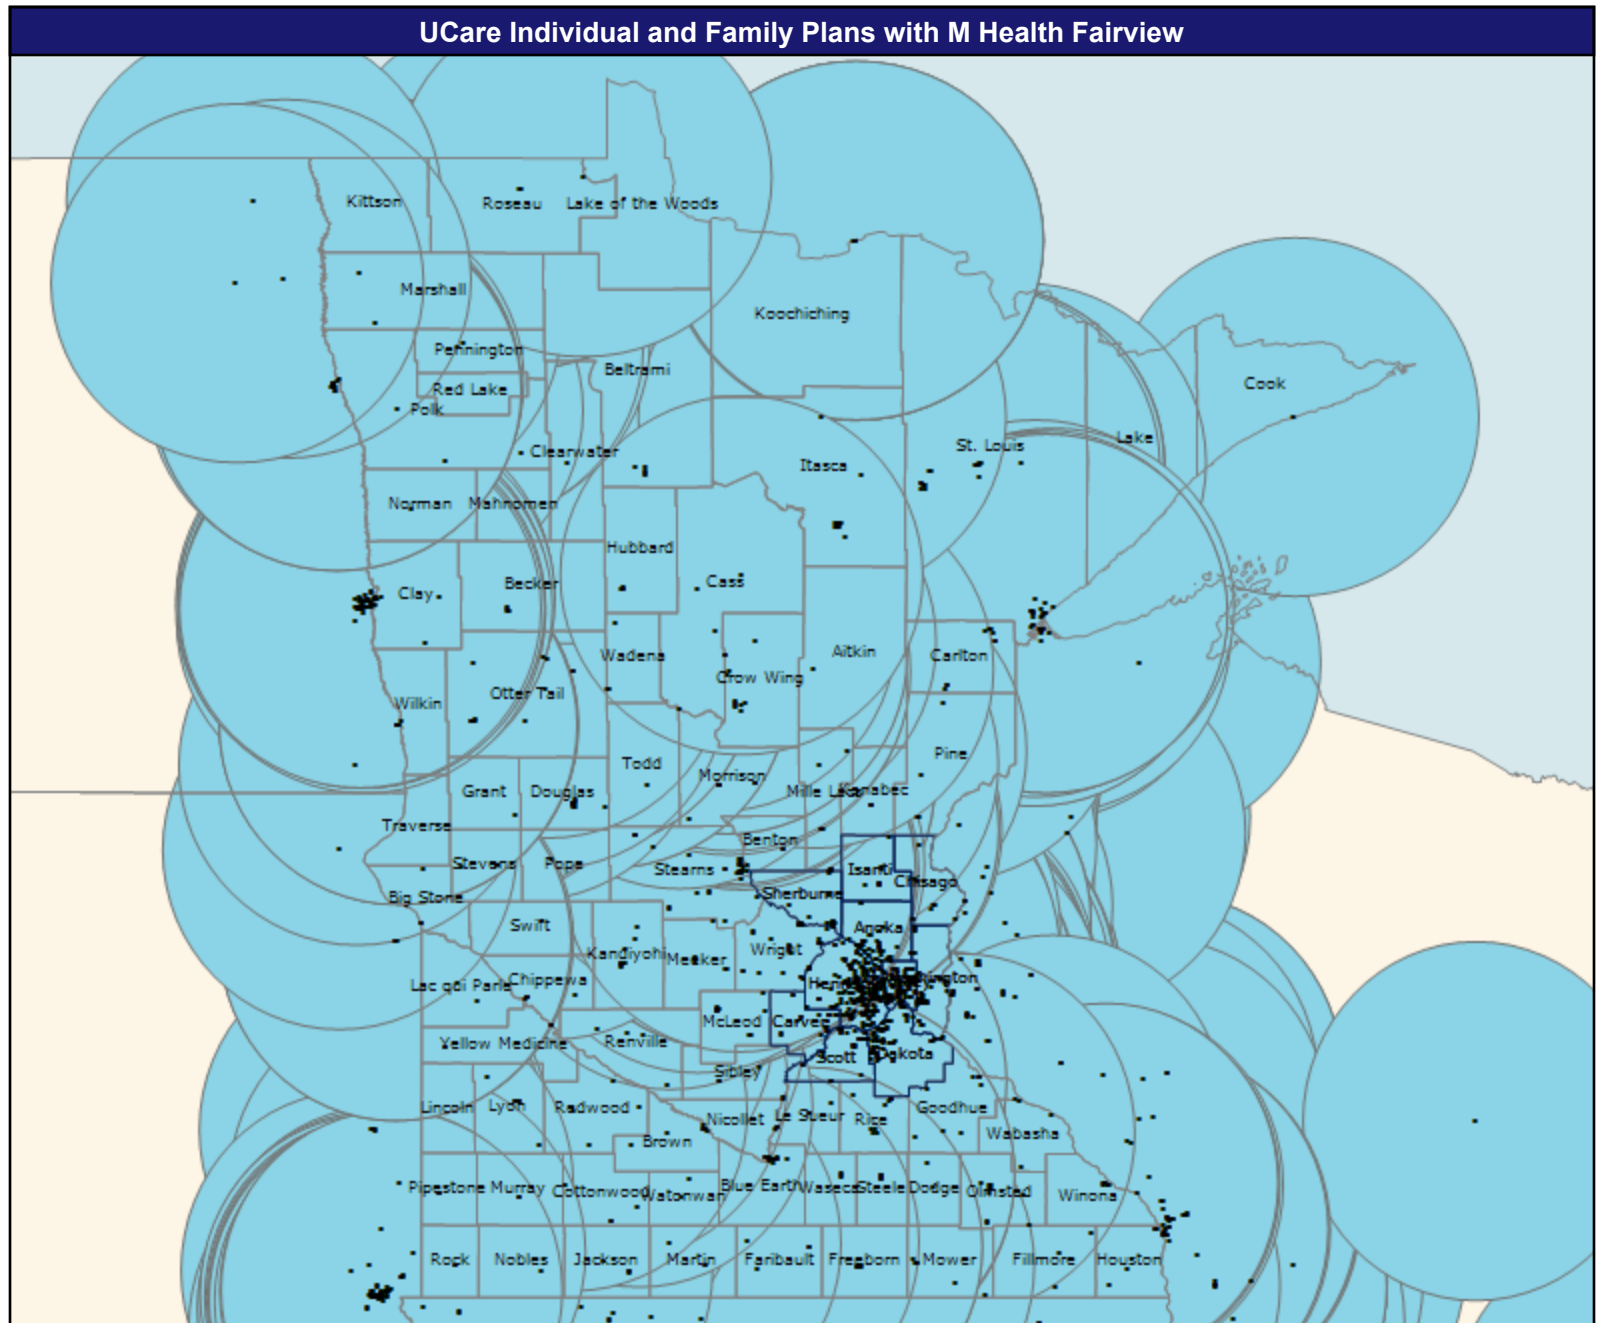 UCare Individual and Family Plans with M Health Fairview
Kittson
Roseau
Lake of the Woods
Marshall
Koochiching
Pennington
Beltrami
Red Lake
Cook
Polk
Clearwater
St. Louis
Lake
Itasca
Norman
Mahnomen
Hubbard
Clay
Becker
Cass
Wadena
Aitkin
Carlton
Crow Wing
Otter Tail
Wilkin
Pine
Todd
Morrison
Grant
Douglas
Mille Lacs
Kanabec
Traverse
Benton
Stevens
Pope
Stearns
Isanti
Chisago
Big Stone
Sherburne
Swift
Anoka
Kandiyohi
Meeker
Wright
Lac qui Parle
Chippewa
McLeod
Carver
Yellow Medicine
Renville
Scott
Dakota
Sibley
Lincoln
Lyon
Redwood
Nicollet
Le Sueur
Rice
Goodhue
Brown
Wabasha
Pipestone
Murray
Cottonwood
Watonwan
Blue Earth
Waseca
Steele
Dodge
Olmsted
Winona
Rock
Nobles
Jackson
Martin
Faribault
Freeborn
Mower
Fillmore
Houston